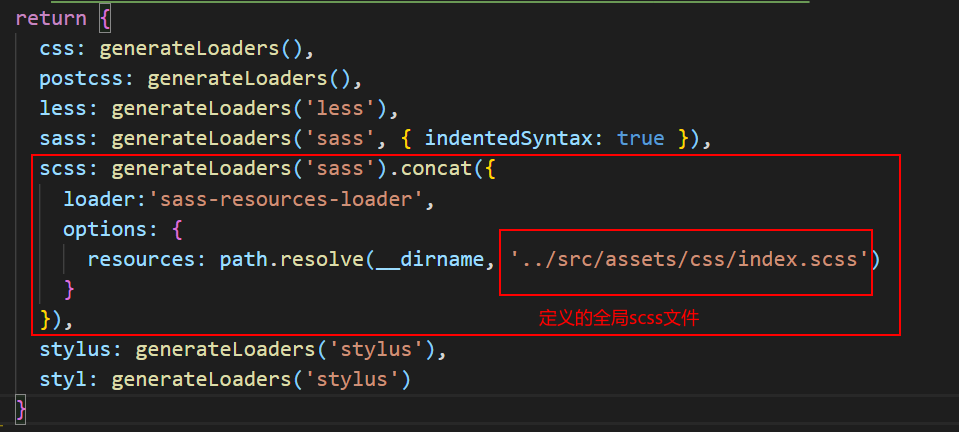 return {
css: generateLoaders(),
postcss: generateLoaders(),
less: generateLoaders('less'),
sass: generateLoaders('sass', { indentedSyntax: true }),
scss: generateLoaders('sass').concat({
loader:'sass-resources-loader',
options: {
resources: path.resolve(__dirname, '../src/assets/css/index.scss')
}
}),
定义的全局scss文件
stylus: generateLoaders('stylus'),
styl: generateLoaders('stylus')
}